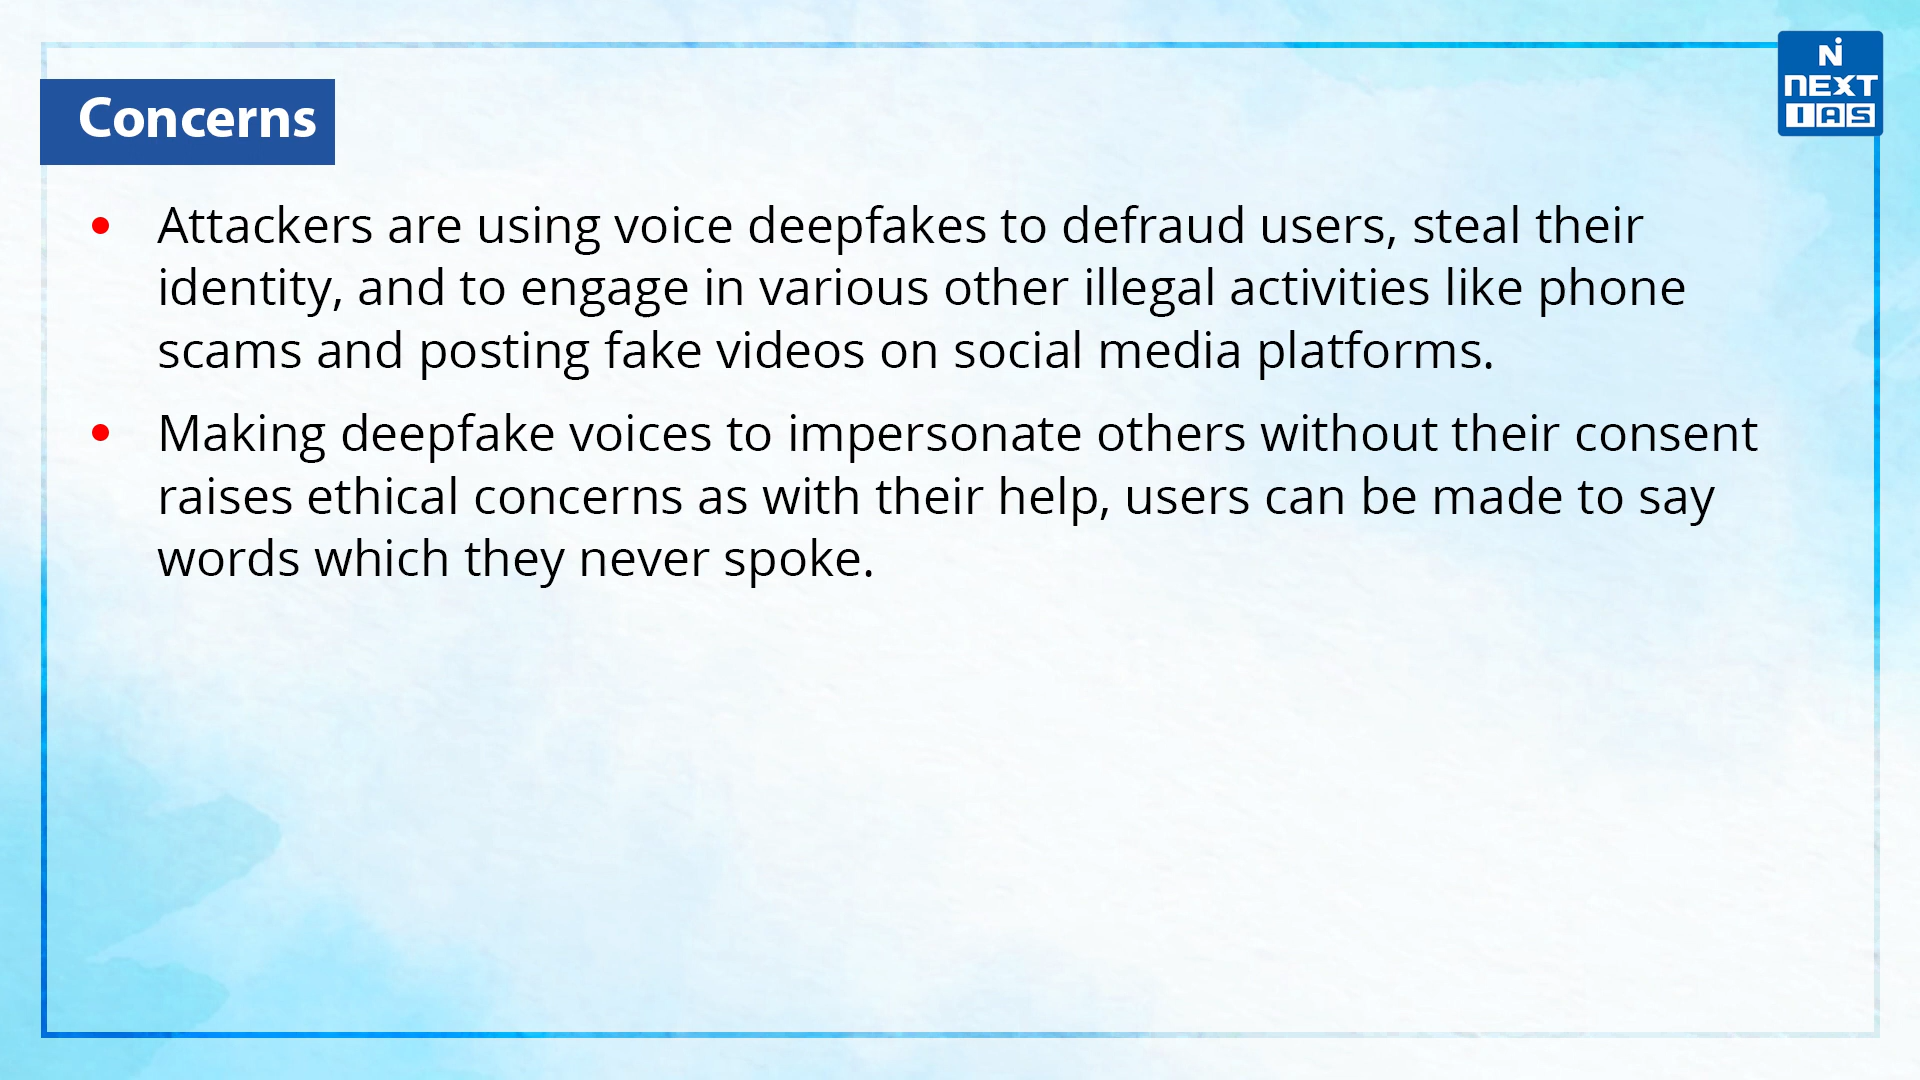 Concerns
N
NEXT
IAS
• Attackers are using voice deepfakes to defraud users, steal their
identity, and to engage in various other illegal activities like phone
scams and posting fake videos on social media platforms.
• Making deepfake voices to impersonate others without their consent
raises ethical concerns as with their help, users can be made to say
words which they never spoke.